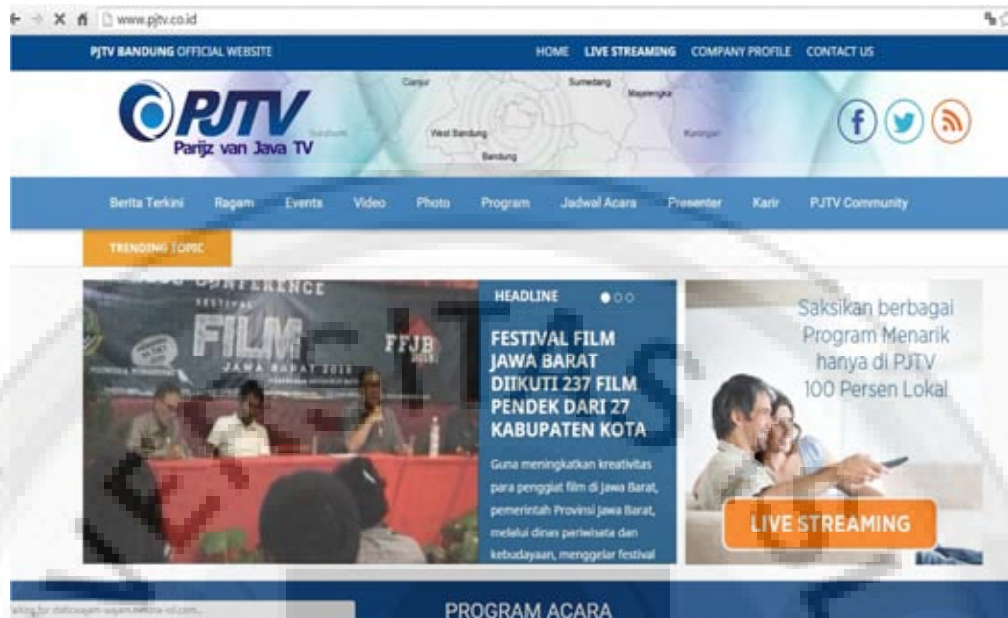 www.pjtv.co.id
PJTV BANDUNG OFFICIAL WEBSITE HOME LIVE STREAMING COMPANY PROFILE CONTACT US
PJTV
Parijz van Java TV
Cianjur Sumedang
Majalengka
West Bandung Kuningan
Bandung
Berita Terkini Ragam Events Video Photo Program Jadwal Acara Presenter Karir PJTV Community
TRENDING TOPIC
CONFERENCE
FESTIVAL
FILM
JAWA BARAT
FFJB
HEADLINE
FESTIVAL FILM
JAWA BARAT
DIIKUTI 237 FILM
PENDEK DARI 27
KABUPATEN KOTA
Guna meningkatkan kreativitas
para penggiat film di Jawa Barat,
pemerintah Provinsi Jawa Barat,
melalui dinas pariwisata dan
kebudayaan, menggelar festival
Saksikan berbagai
Program Menarik
hanya di PJTV
100 Persen Lokal
LIVE STREAMING
PROGRAM ACARA